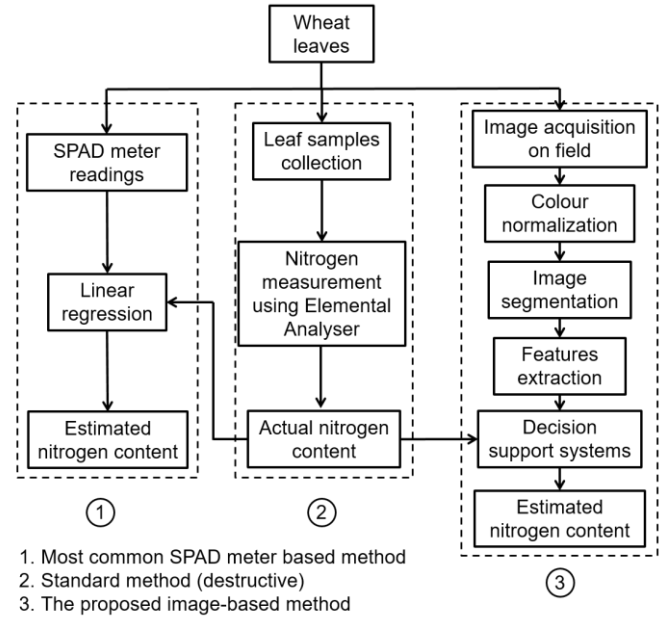 Wheat
leaves
SPAD meter
readings
Linear
regression
Estimated
nitrogen content
1
Leaf samples
collection
Nitrogen
measurement
using Elemental
Analyser
Actual nitrogen
content
2
Image acquisition
on field
Colour
normalization
Image
segmentation
Features
extraction
Decision
support systems
Estimated
nitrogen content
3
1. Most common SPAD meter based method
2. Standard method (destructive)
3. The proposed image-based method